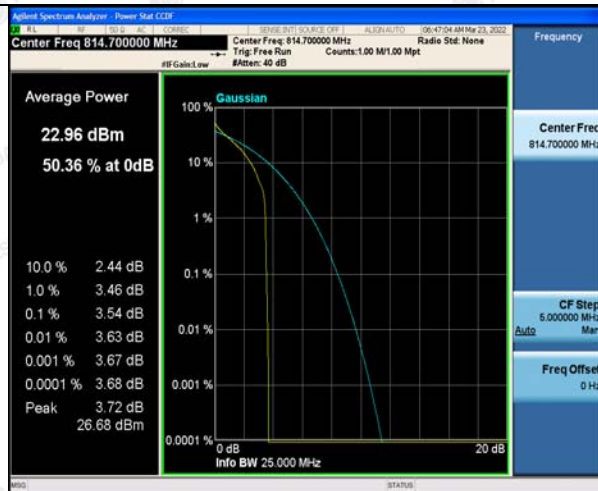 Agilent Spectrum Analyzer - Power Stat CCDF
RL RF 50 Ω AC CORREC SENSE:INT SOURCE OFF ALIGN AUTO 06:47:04 AM Mar 23, 2022
Center Freq 814.700000 MHz
Center Freq: 814.700000 MHz Radio Std: None
Trig: Free Run Counts:1.00 M/1.00 Mpt
#IFGain:Low #Atten: 40 dB
Frequency
Average Power
22.96 dBm
50.36 % at 0dB
10.0 % 2.44 dB
1.0 % 3.46 dB
0.1 % 3.54 dB
0.01 % 3.63 dB
0.001 % 3.67 dB
0.0001 % 3.68 dB
Peak 3.72 dB
26.68 dBm
Gaussian
100 %
10 %
1 %
0.1 %
0.01 %
0.001 %
0.0001 %
0 dB 20 dB
Info BW 25.000 MHz
Center Freq
814.700000 MHz
CF Step
5.000000 MHz
Auto Man
Freq Offset
0 Hz
MSG STATUS